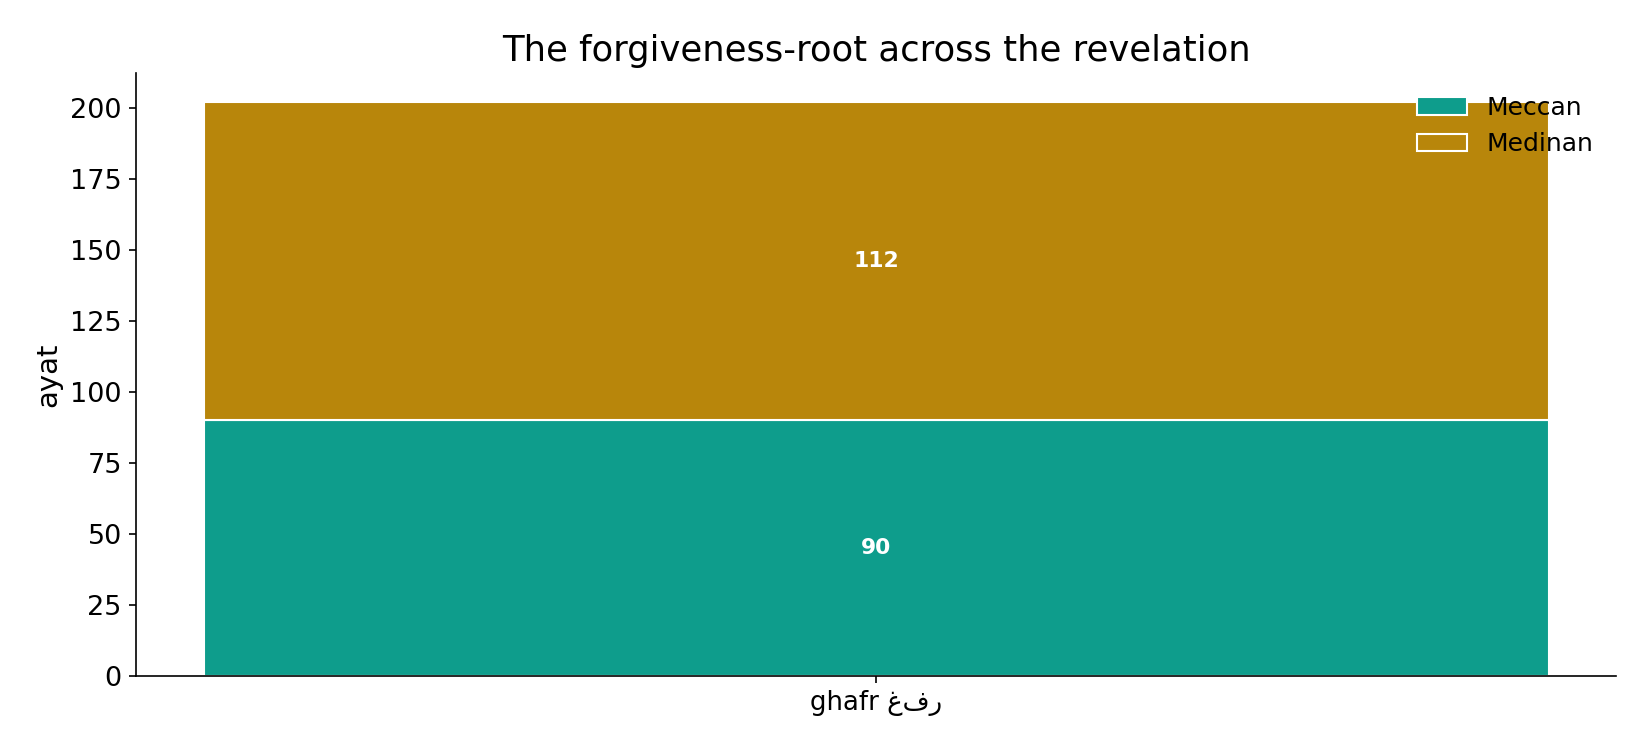 The forgiveness-root across the revelation
Meccan
Medinan
200
175
150
125
100
75
50
25
0
ayat
112
90
ghafr غفر